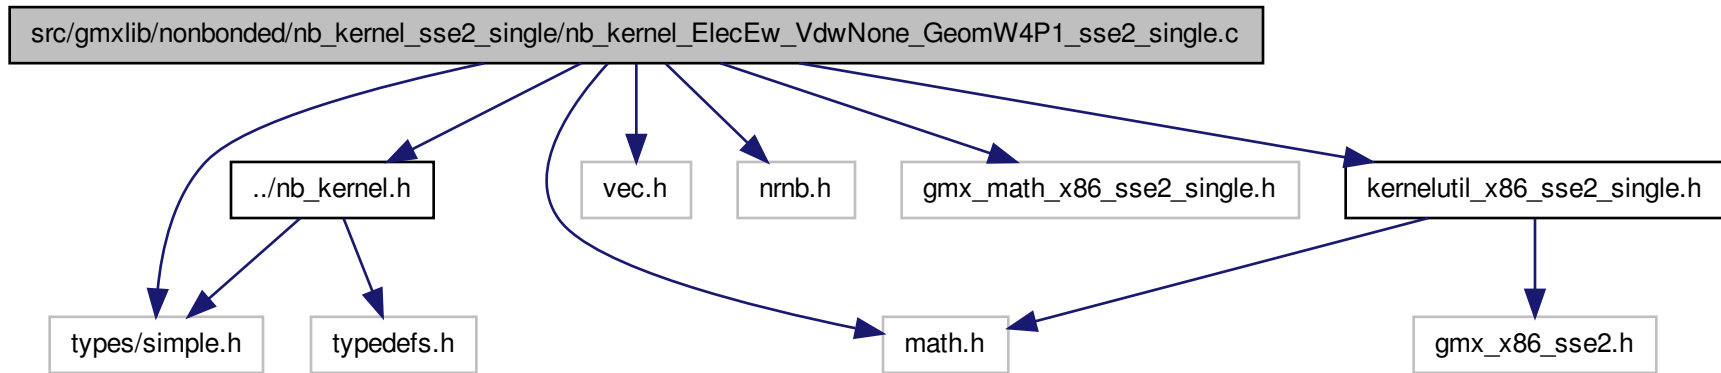 src/gmxlib/nonbonded/nb_kernel_sse2_single/nb_kernel_ElecEw_VdwNone_GeomW4P1_sse2_single.c
../nb_kernel.h
vec.h
nrnb.h
gmx_math_x86_sse2_single.h
kernelutil_x86_sse2_single.h
types/simple.h
typedefs.h
math.h
gmx_x86_sse2.h